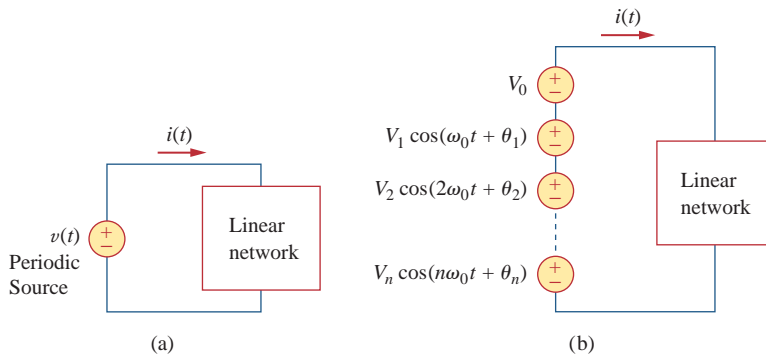 i(t)
v(t)
Periodic
Source
+
−
Linear
network
(a)
i(t)
V₀
+
−
V₁ cos(ω₀t + θ₁)
+
−
V₂ cos(2ω₀t + θ₂)
+
−
Linear
network
Vₙ cos(nω₀t + θₙ)
+
−
(b)